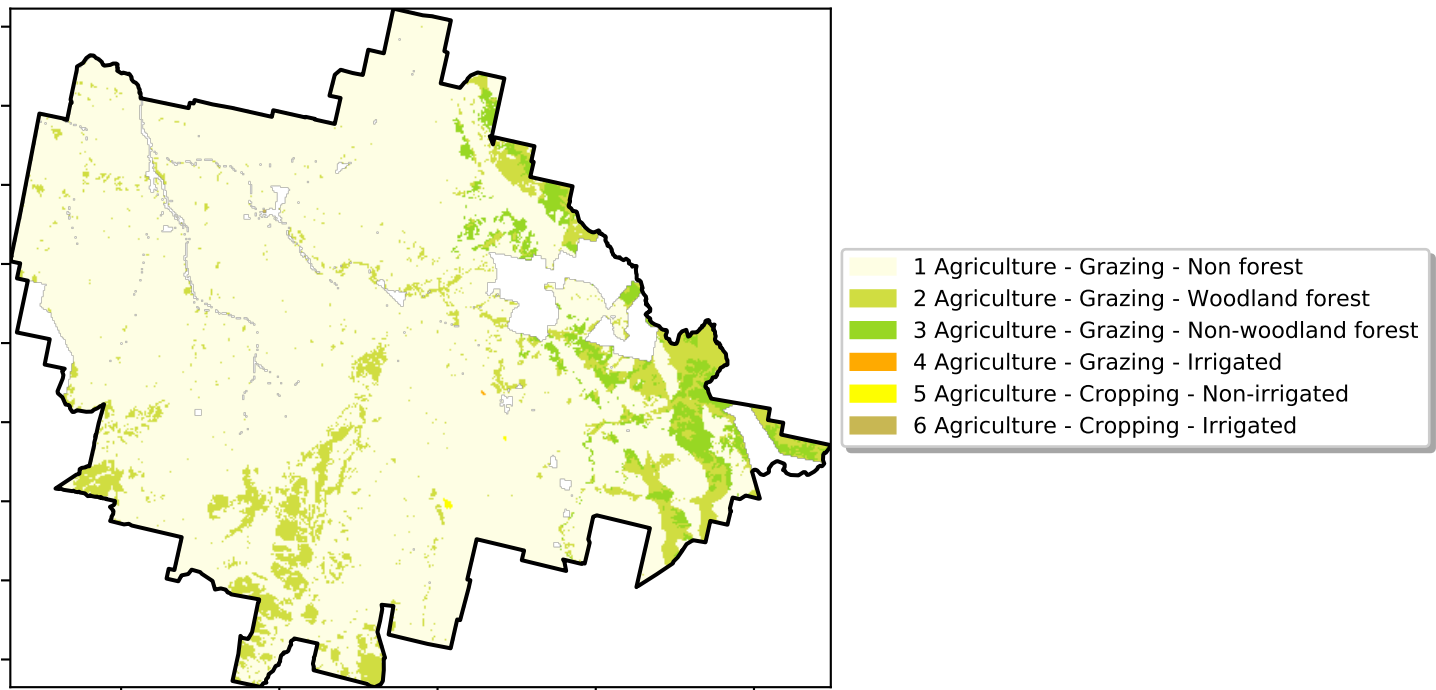 1 Agriculture - Grazing - Non forest
2 Agriculture - Grazing - Woodland forest
3 Agriculture - Grazing - Non-woodland forest
4 Agriculture - Grazing - Irrigated
5 Agriculture - Cropping - Non-irrigated
6 Agriculture - Cropping - Irrigated